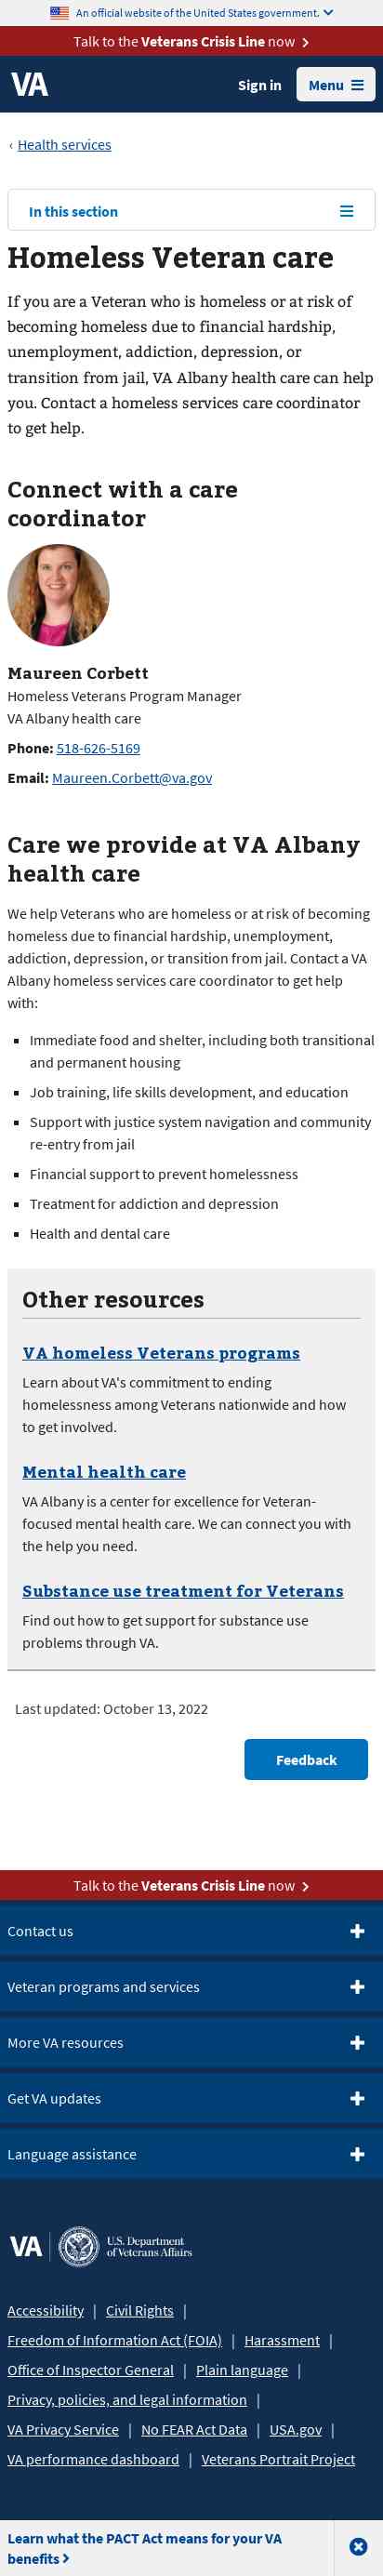 An official website of the United States government.
Talk to the Veterans Crisis Line now
VA
Sign in
Menu
‹ Health services
In this section
Homeless Veteran care
If you are a Veteran who is homeless or at risk of
becoming homeless due to financial hardship,
unemployment, addiction, depression, or
transition from jail, VA Albany health care can help
you. Contact a homeless services care coordinator
to get help.
Connect with a care
coordinator
Maureen Corbett
Homeless Veterans Program Manager
VA Albany health care
Phone: 518-626-5169
Email: Maureen.Corbett@va.gov
Care we provide at VA Albany
health care
We help Veterans who are homeless or at risk of becoming
homeless due to financial hardship, unemployment,
addiction, depression, or transition from jail. Contact a VA
Albany homeless services care coordinator to get help
with:
Immediate food and shelter, including both transitional
and permanent housing
Job training, life skills development, and education
Support with justice system navigation and community
re-entry from jail
Financial support to prevent homelessness
Treatment for addiction and depression
Health and dental care
Other resources
VA homeless Veterans programs
Learn about VA's commitment to ending
homelessness among Veterans nationwide and how
to get involved.
Mental health care
VA Albany is a center for excellence for Veteran-
focused mental health care. We can connect you with
the help you need.
Substance use treatment for Veterans
Find out how to get support for substance use
problems through VA.
Last updated: October 13, 2022
Feedback
Talk to the Veterans Crisis Line now
Contact us
Veteran programs and services
More VA resources
Get VA updates
Language assistance
VA
U.S. Department
of Veterans Affairs
Accessibility | Civil Rights |
Freedom of Information Act (FOIA) | Harassment |
Office of Inspector General | Plain language |
Privacy, policies, and legal information |
VA Privacy Service | No FEAR Act Data | USA.gov |
VA performance dashboard | Veterans Portrait Project
Learn what the PACT Act means for your VA
benefits